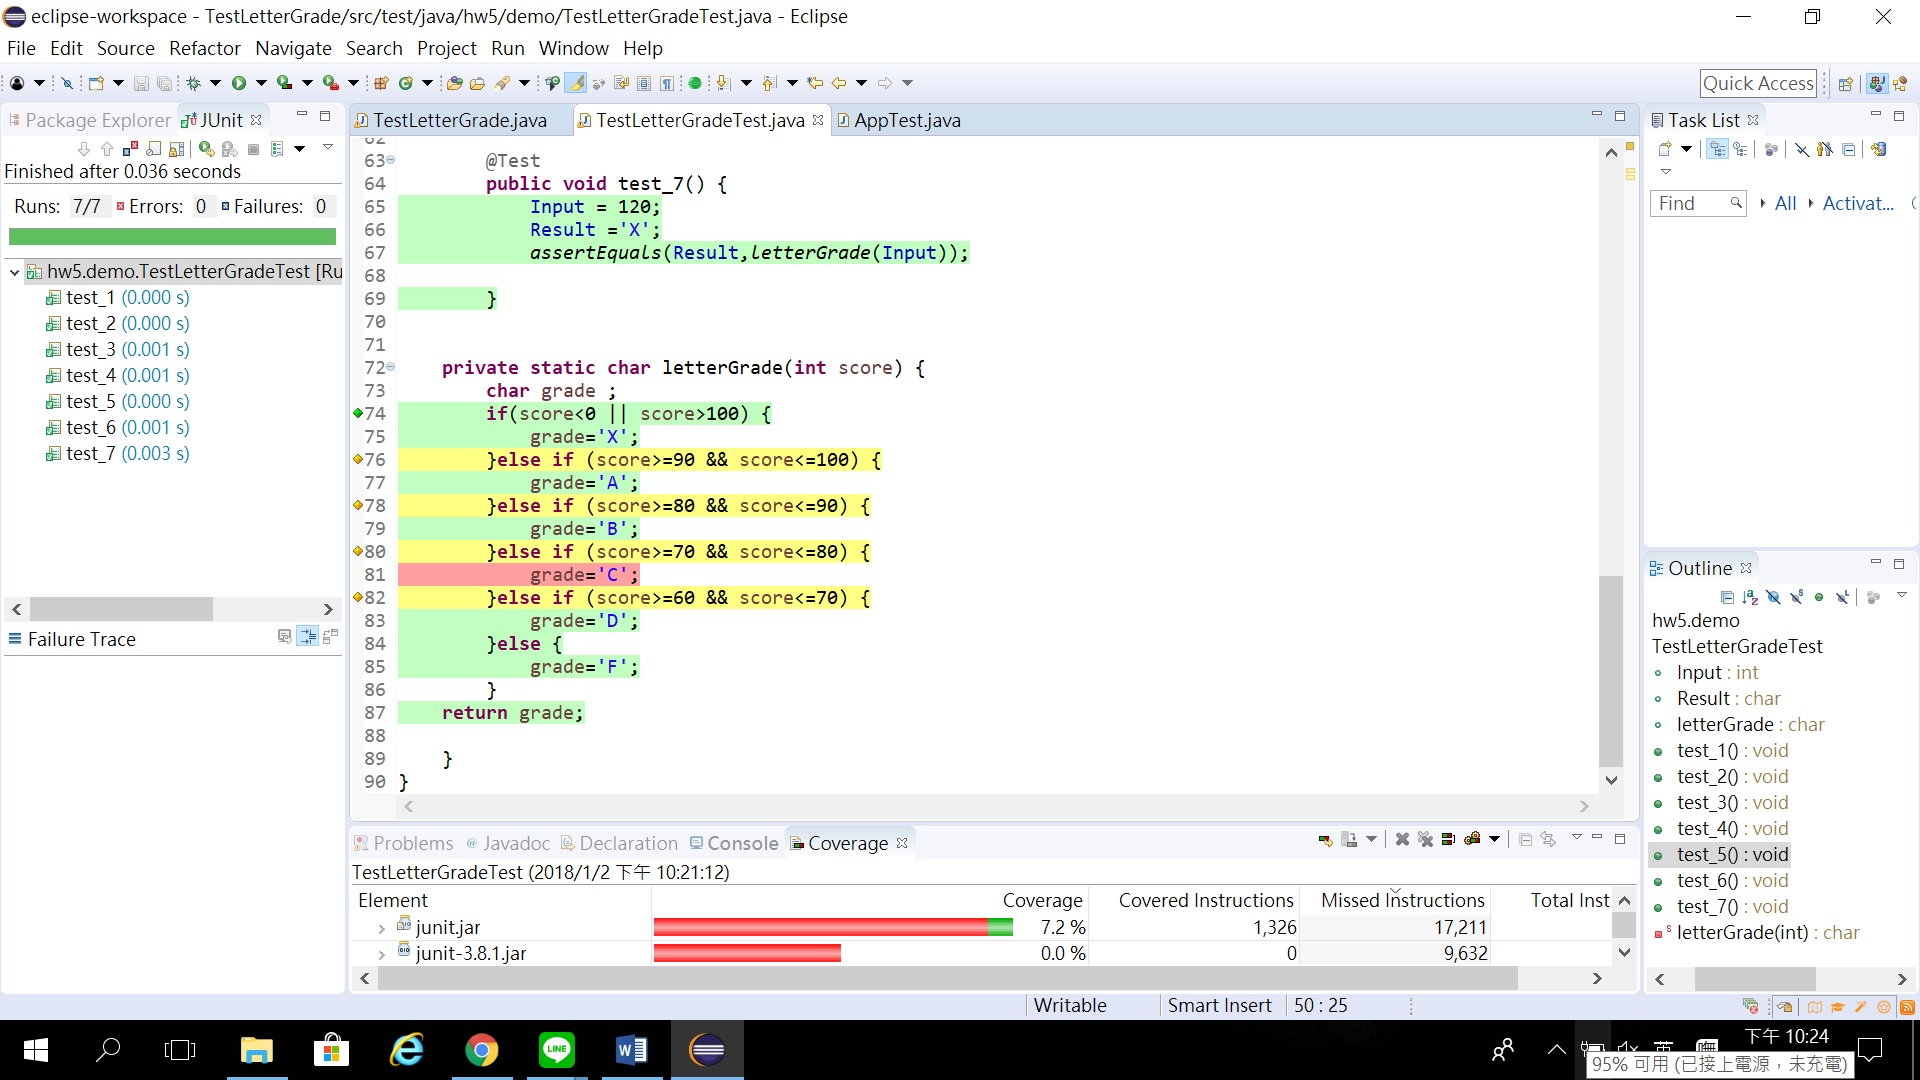 eclipse-workspace - TestLetterGrade/src/test/java/hw5/demo/TestLetterGradeTest.java - Eclipse
File Edit Source Refactor Navigate Search Project Run Window Help
Quick Access
Package Explorer JUnit
Finished after 0.036 seconds
Runs: 7/7 Errors: 0 Failures: 0
hw5.demo.TestLetterGradeTest [Ru
test_1 (0.000 s)
test_2 (0.000 s)
test_3 (0.001 s)
test_4 (0.001 s)
test_5 (0.000 s)
test_6 (0.001 s)
test_7 (0.003 s)
Failure Trace
TestLetterGrade.java TestLetterGradeTest.java AppTest.java
62
63 @Test
64 public void test_7() {
65 Input = 120;
66 Result ='X';
67 assertEquals(Result,letterGrade(Input));
68
69 }
70
71
72 private static char letterGrade(int score) {
73 char grade ;
74 if(score<0 || score>100) {
75 grade='X';
76 }else if (score>=90 && score<=100) {
77 grade='A';
78 }else if (score>=80 && score<=90) {
79 grade='B';
80 }else if (score>=70 && score<=80) {
81 grade='C';
82 }else if (score>=60 && score<=70) {
83 grade='D';
84 }else {
85 grade='F';
86 }
87 return grade;
88
89 }
90 }
Problems Javadoc Declaration Console Coverage
TestLetterGradeTest (2018/1/2 下午 10:21:12)
Element Coverage Covered Instructions Missed Instructions Total Inst
junit.jar 7.2 % 1,326 17,211
junit-3.8.1.jar 0.0 % 0 9,632
Task List
Find All Activat...
Outline
hw5.demo
TestLetterGradeTest
Input : int
Result : char
letterGrade : char
test_1() : void
test_2() : void
test_3() : void
test_4() : void
test_5() : void
test_6() : void
test_7() : void
letterGrade(int) : char
Writable Smart Insert 50 : 25
LINE
下午 10:24
95% 可用 (已接上電源，未充電)